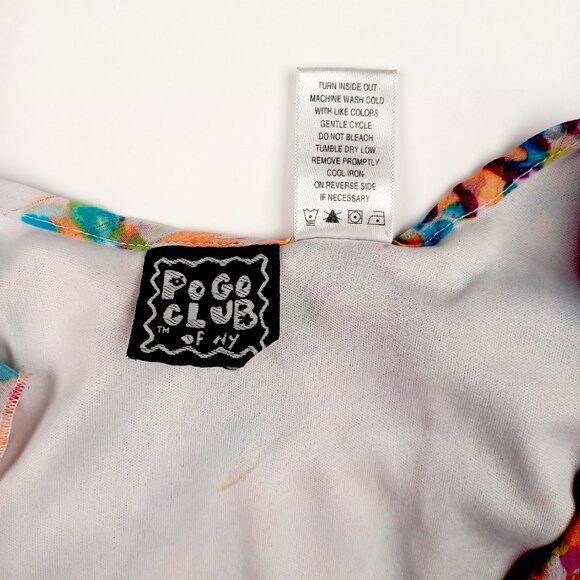 TURN INSIDE OUT
MACHINE WASH COLD
WITH LIKE COLORS
GENTLE CYCLE
DO NOT BLEACH
TUMBLE DRY LOW
REMOVE PROMPTLY
COOL IRON
ON REVERSE SIDE
IF NECESSARY
POGO
CLUB
™ OF NY